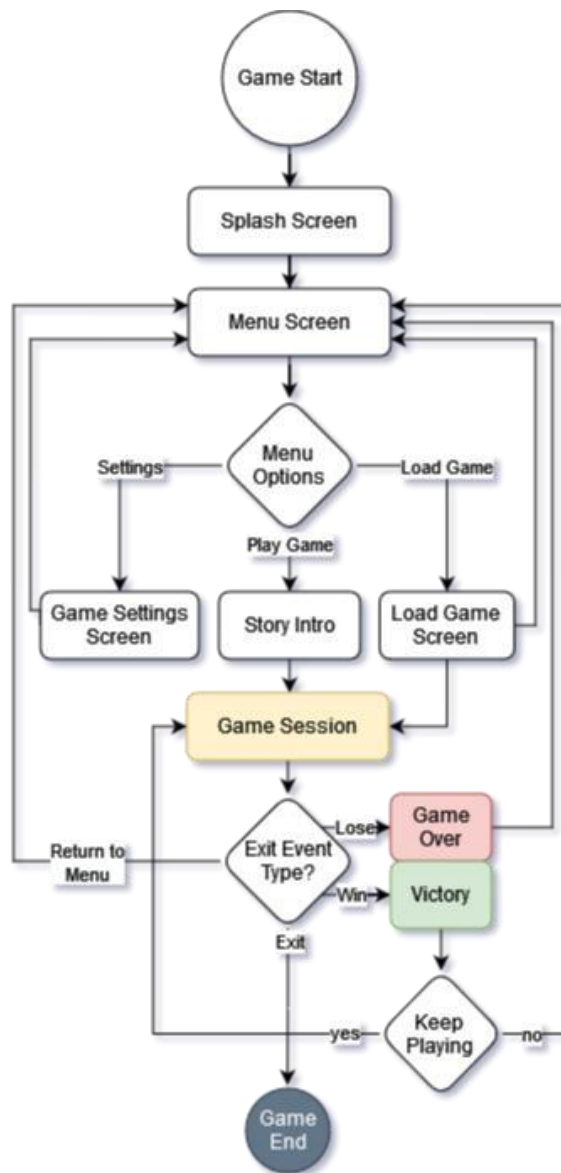 Game Start
Splash Screen
Menu Screen
Menu
Options
Settings
Load Game
Play Game
Game Settings
Screen
Story Intro
Load Game
Screen
Game Session
Lose
Game
Over
Exit Event
Type?
Return to
Menu
Win
Victory
Exit
Keep
Playing
yes
no
Game
End